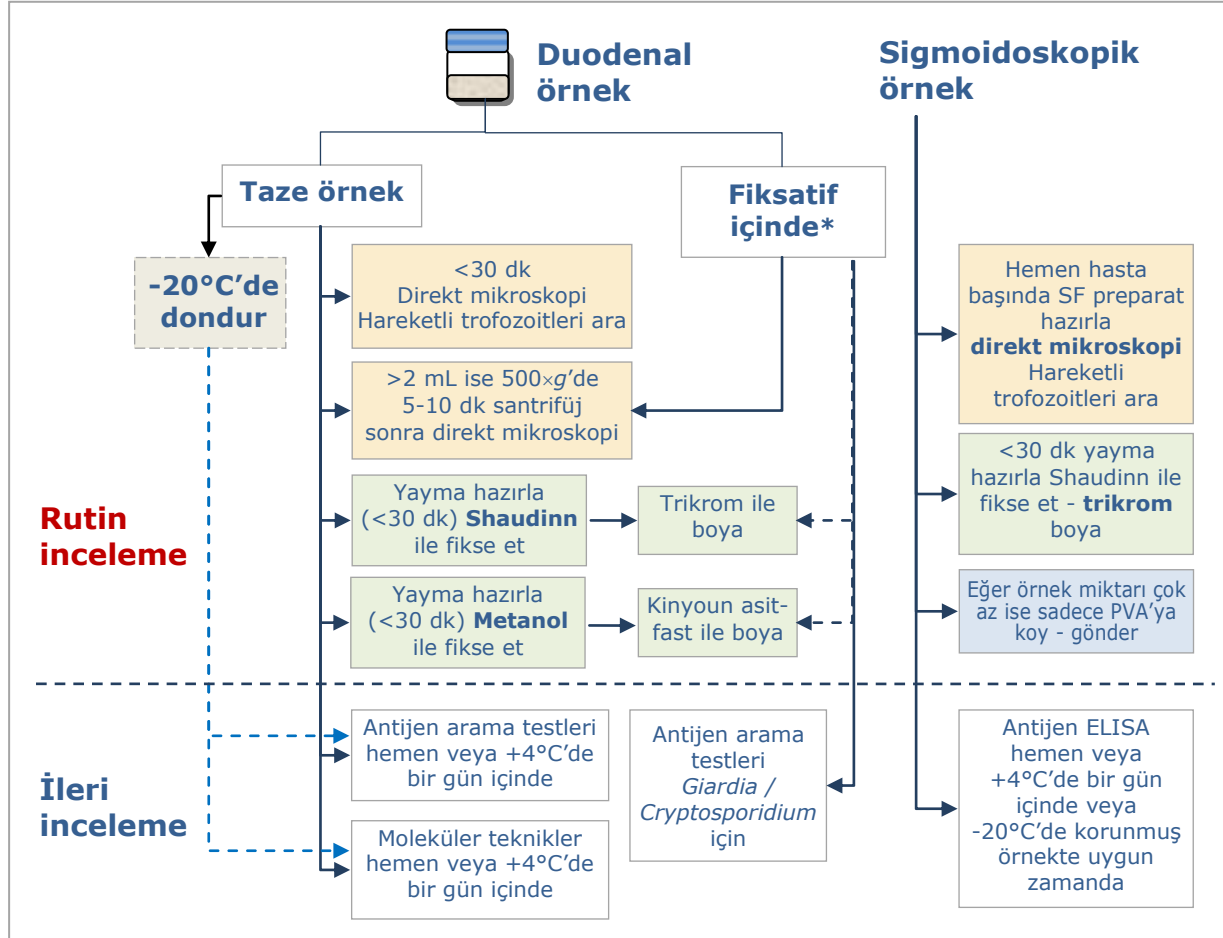 Duodenal
örnek
Sigmoidoskopik
örnek
Taze örnek
Fiksatif
içinde*
-20°C’de
dondur
<30 dk
Direkt mikroskopi
Hareketli trofozoitleri ara
>2 mL ise 500×g’de
5-10 dk santrifüj
sonra direkt mikroskopi
Hemen hasta
başında SF preparat
hazırla
direkt mikroskopi
Hareketli
trofozoitleri ara
Rutin
inceleme
Yayma hazırla
(<30 dk) Shaudinn
ile fikse et
Trikrom ile
boya
<30 dk yayma
hazırla Shaudinn ile
fikse et - trikrom
boya
Yayma hazırla
(<30 dk) Metanol
ile fikse et
Kinyoun asit-
fast ile boya
Eğer örnek miktarı çok
az ise sadece PVA’ya
koy - gönder
İleri
inceleme
Antijen arama testleri
hemen veya +4°C’de
bir gün içinde
Moleküler teknikler
hemen veya +4°C’de
bir gün içinde
Antijen arama
testleri
Giardia /
Cryptosporidium
için
Antijen ELISA
hemen veya
+4°C’de bir gün
içinde veya
-20°C’de korunmuş
örnekte uygun
zamanda